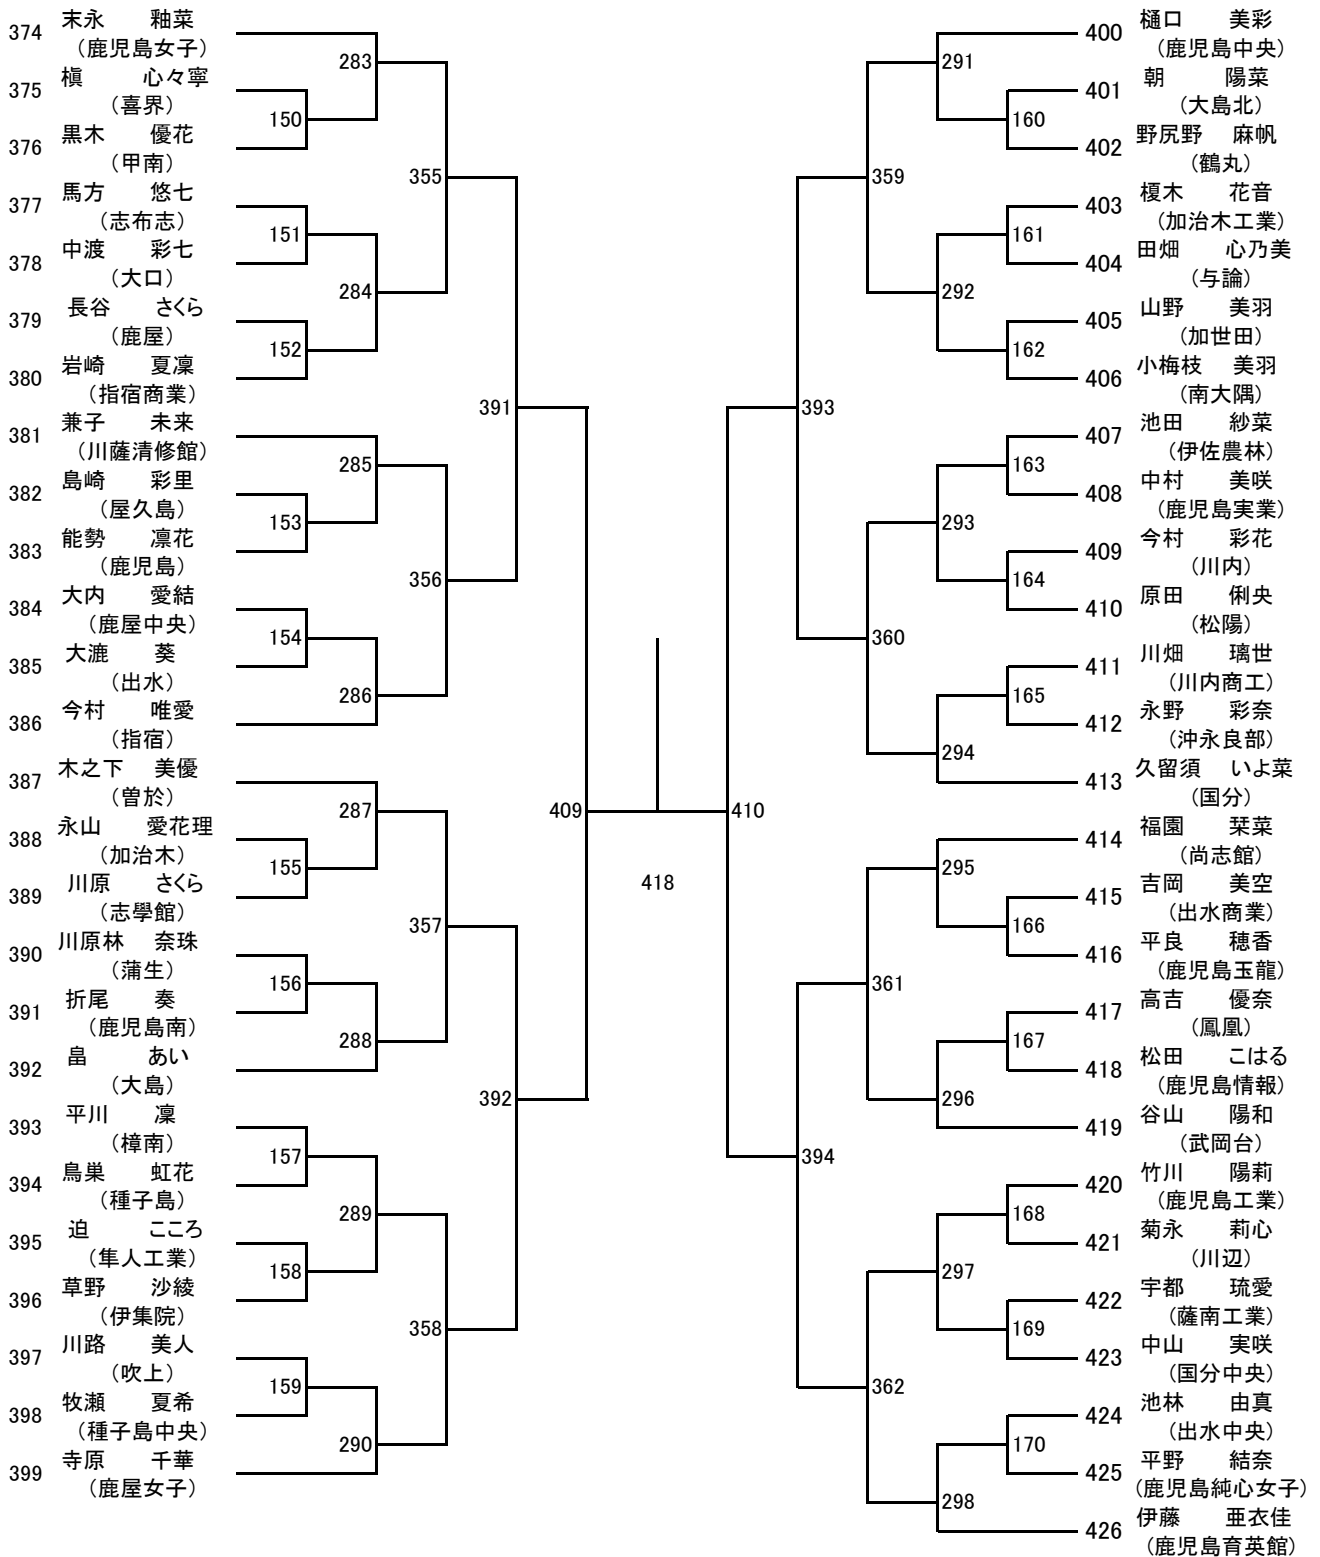 374 末永 釉菜
（鹿児島女子）
375 槇 心々寧
（喜界）
376 黒木 優花
（甲南）
377 馬方 悠七
（志布志）
378 中渡 彩七
（大口）
379 長谷 さくら
（鹿屋）
380 岩崎 夏凜
（指宿商業）
381 兼子 未来
（川薩清修館）
382 島崎 彩里
（屋久島）
383 能勢 凛花
（鹿児島）
384 大内 愛結
（鹿屋中央）
385 大漉 葵
（出水）
386 今村 唯愛
（指宿）
387 木之下 美優
（曽於）
388 永山 愛花理
（加治木）
389 川原 さくら
（志學館）
390 川原林 奈珠
（蒲生）
391 折尾 奏
（鹿児島南）
392 畠 あい
（大島）
393 平川 凜
（樟南）
394 鳥巣 虹花
（種子島）
395 迫 こころ
（隼人工業）
396 草野 沙綾
（伊集院）
397 川路 美人
（吹上）
398 牧瀬 夏希
（種子島中央）
399 寺原 千華
（鹿屋女子）
150
151
152
153
154
155
156
157
158
159
283
284
285
286
287
288
289
290
355
356
357
358
391
392
409
418
410
393
394
359
360
361
362
291
292
293
294
295
296
297
298
160
161
162
163
164
165
166
167
168
169
170
400 樋口 美彩
（鹿児島中央）
401 朝 陽菜
（大島北）
402 野尻野 麻帆
（鶴丸）
403 榎木 花音
（加治木工業）
404 田畑 心乃美
（与論）
405 山野 美羽
（加世田）
406 小梅枝 美羽
（南大隅）
407 池田 紗菜
（伊佐農林）
408 中村 美咲
（鹿児島実業）
409 今村 彩花
（川内）
410 原田 俐央
（松陽）
411 川畑 璃世
（川内商工）
412 永野 彩奈
（沖永良部）
413 久留須 いよ菜
（国分）
414 福園 栞菜
（尚志館）
415 吉岡 美空
（出水商業）
416 平良 穂香
（鹿児島玉龍）
417 高吉 優奈
（鳳凰）
418 松田 こはる
（鹿児島情報）
419 谷山 陽和
（武岡台）
420 竹川 陽莉
（鹿児島工業）
421 菊永 莉心
（川辺）
422 宇都 琉愛
（薩南工業）
423 中山 実咲
（国分中央）
424 池林 由真
（出水中央）
425 平野 結奈
（鹿児島純心女子）
426 伊藤 亜衣佳
（鹿児島育英館）